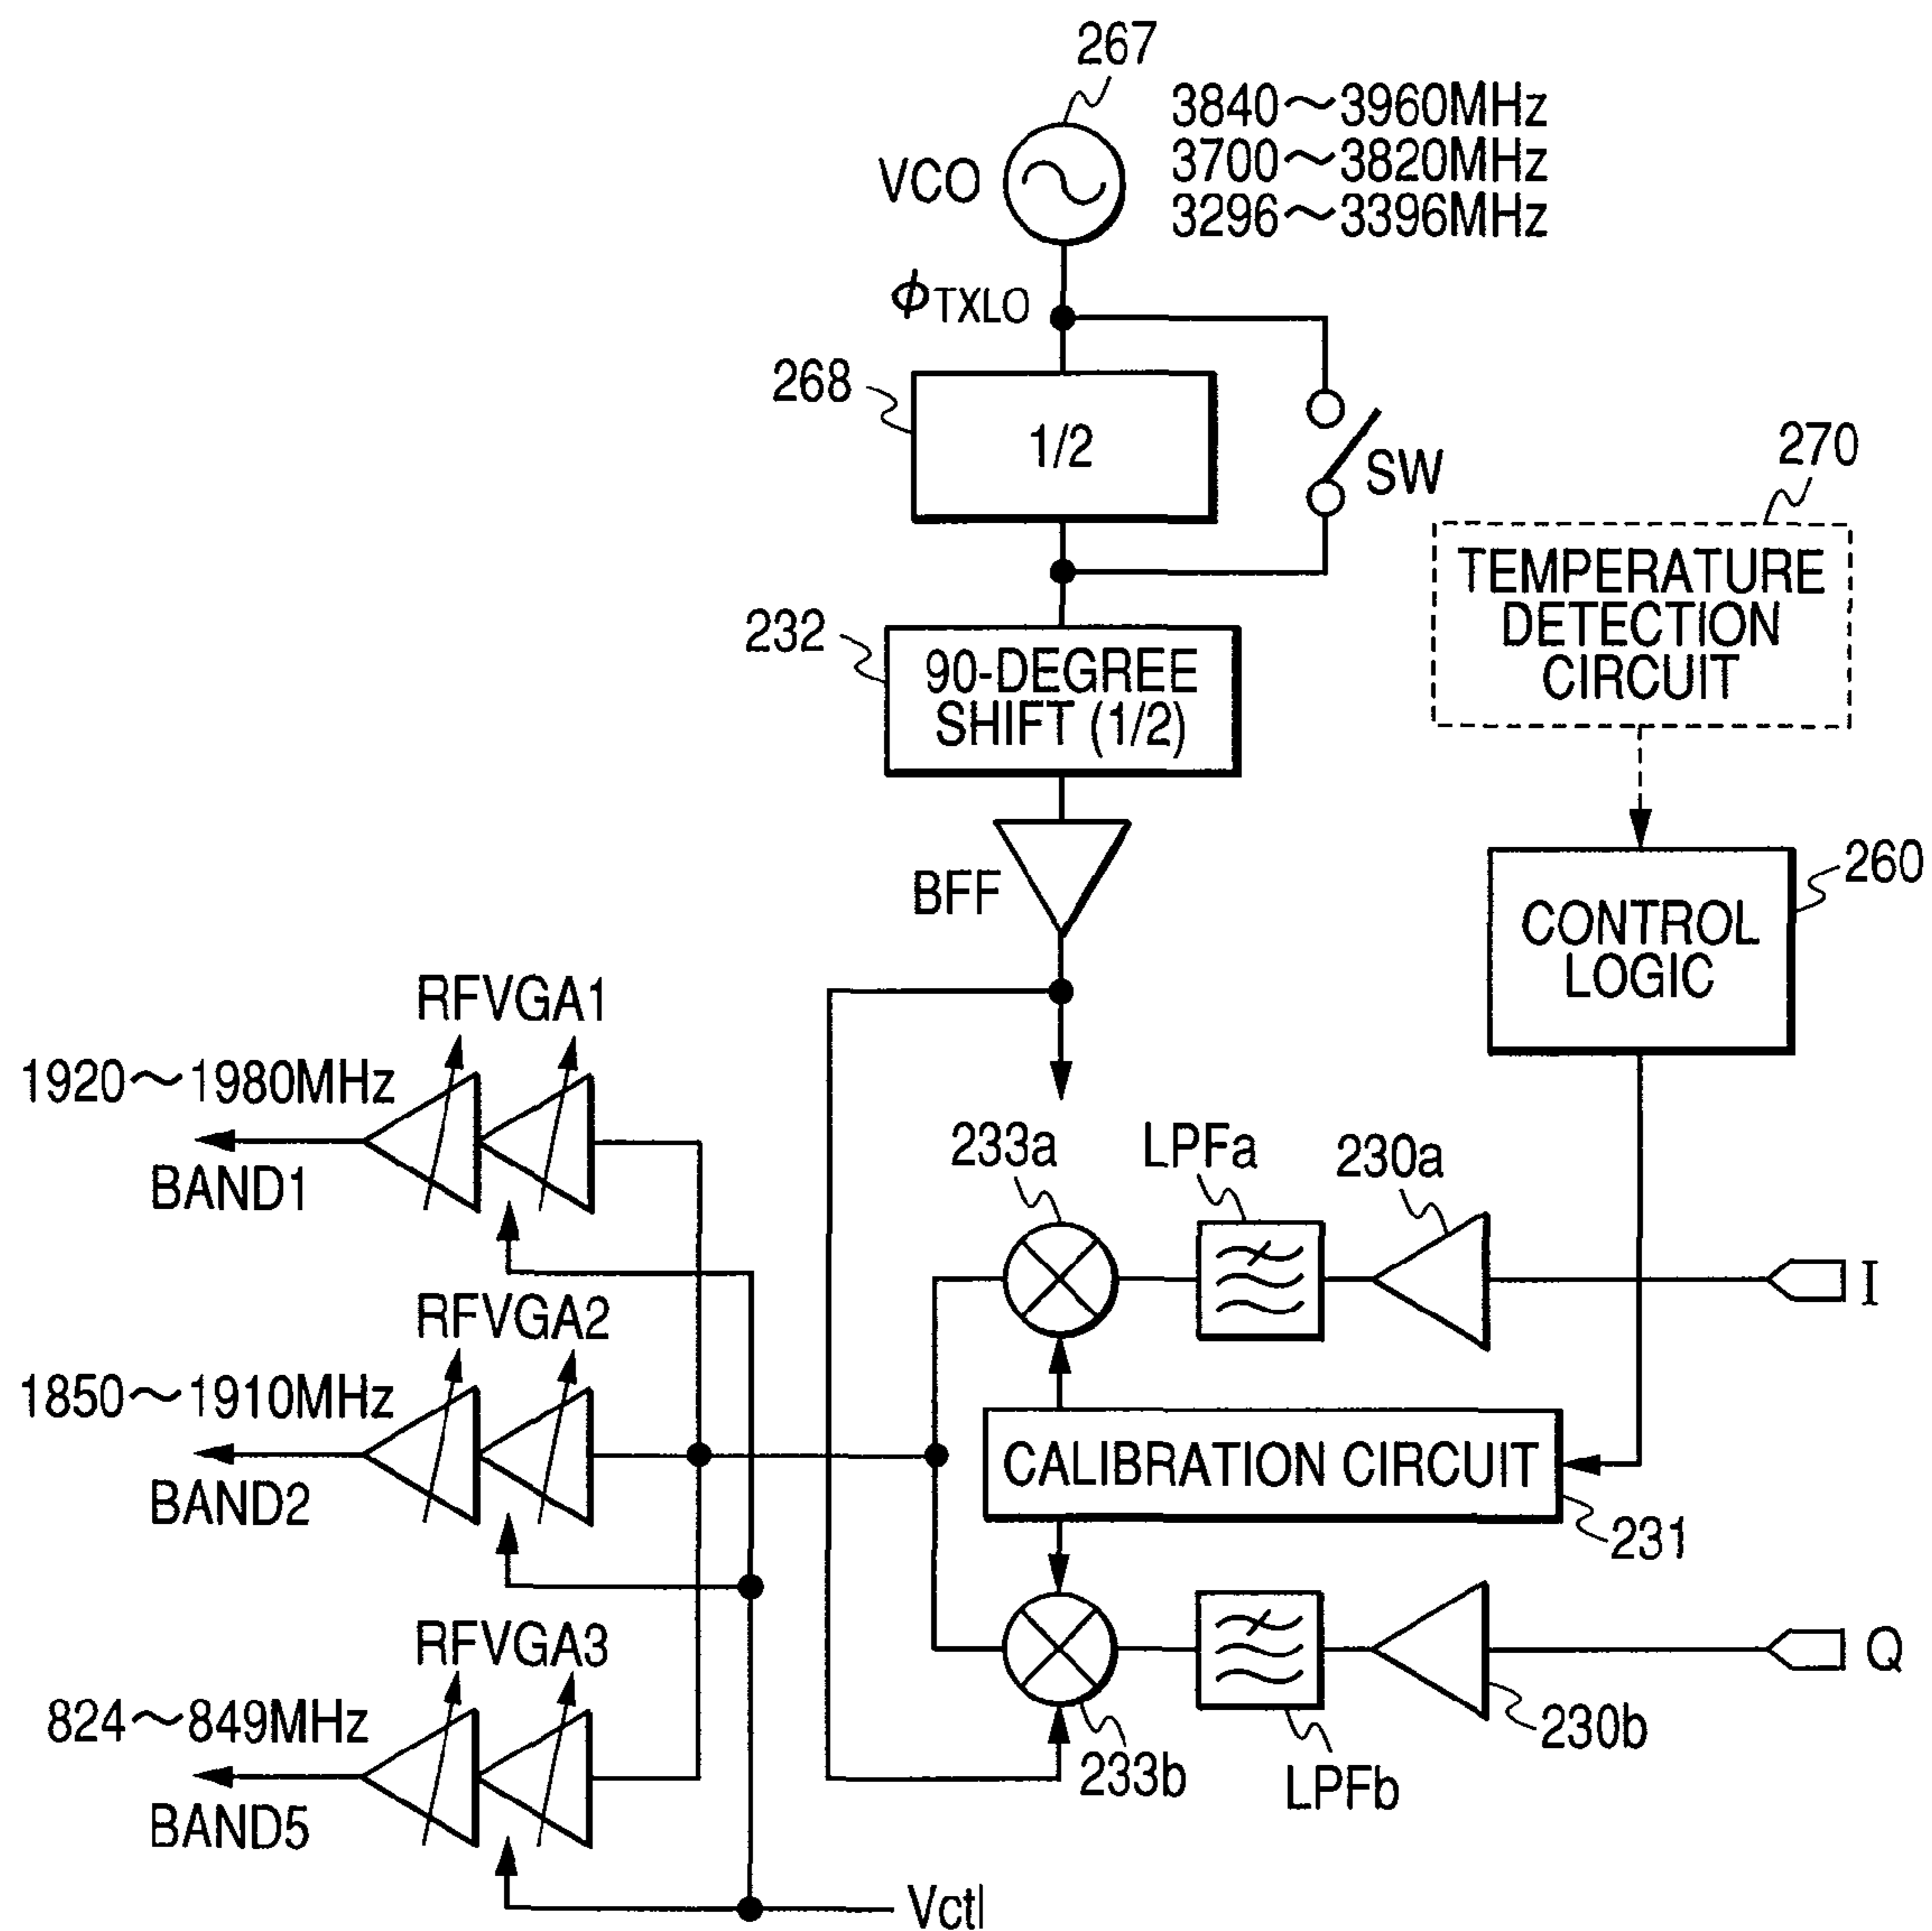 267
3840～3960MHz
VCO
3700～3820MHz
3296～3396MHz
ϕTXLO
268
1/2
SW
270
TEMPERATURE
DETECTION
CIRCUIT
232
90-DEGREE
SHIFT (1/2)
BFF
260
CONTROL
LOGIC
RFVGA1
1920～1980MHz
BAND1
233a
LPFa
230a
I
RFVGA2
1850～1910MHz
BAND2
CALIBRATION CIRCUIT
231
RFVGA3
824～849MHz
BAND5
Q
233b
LPFb
230b
Vctl